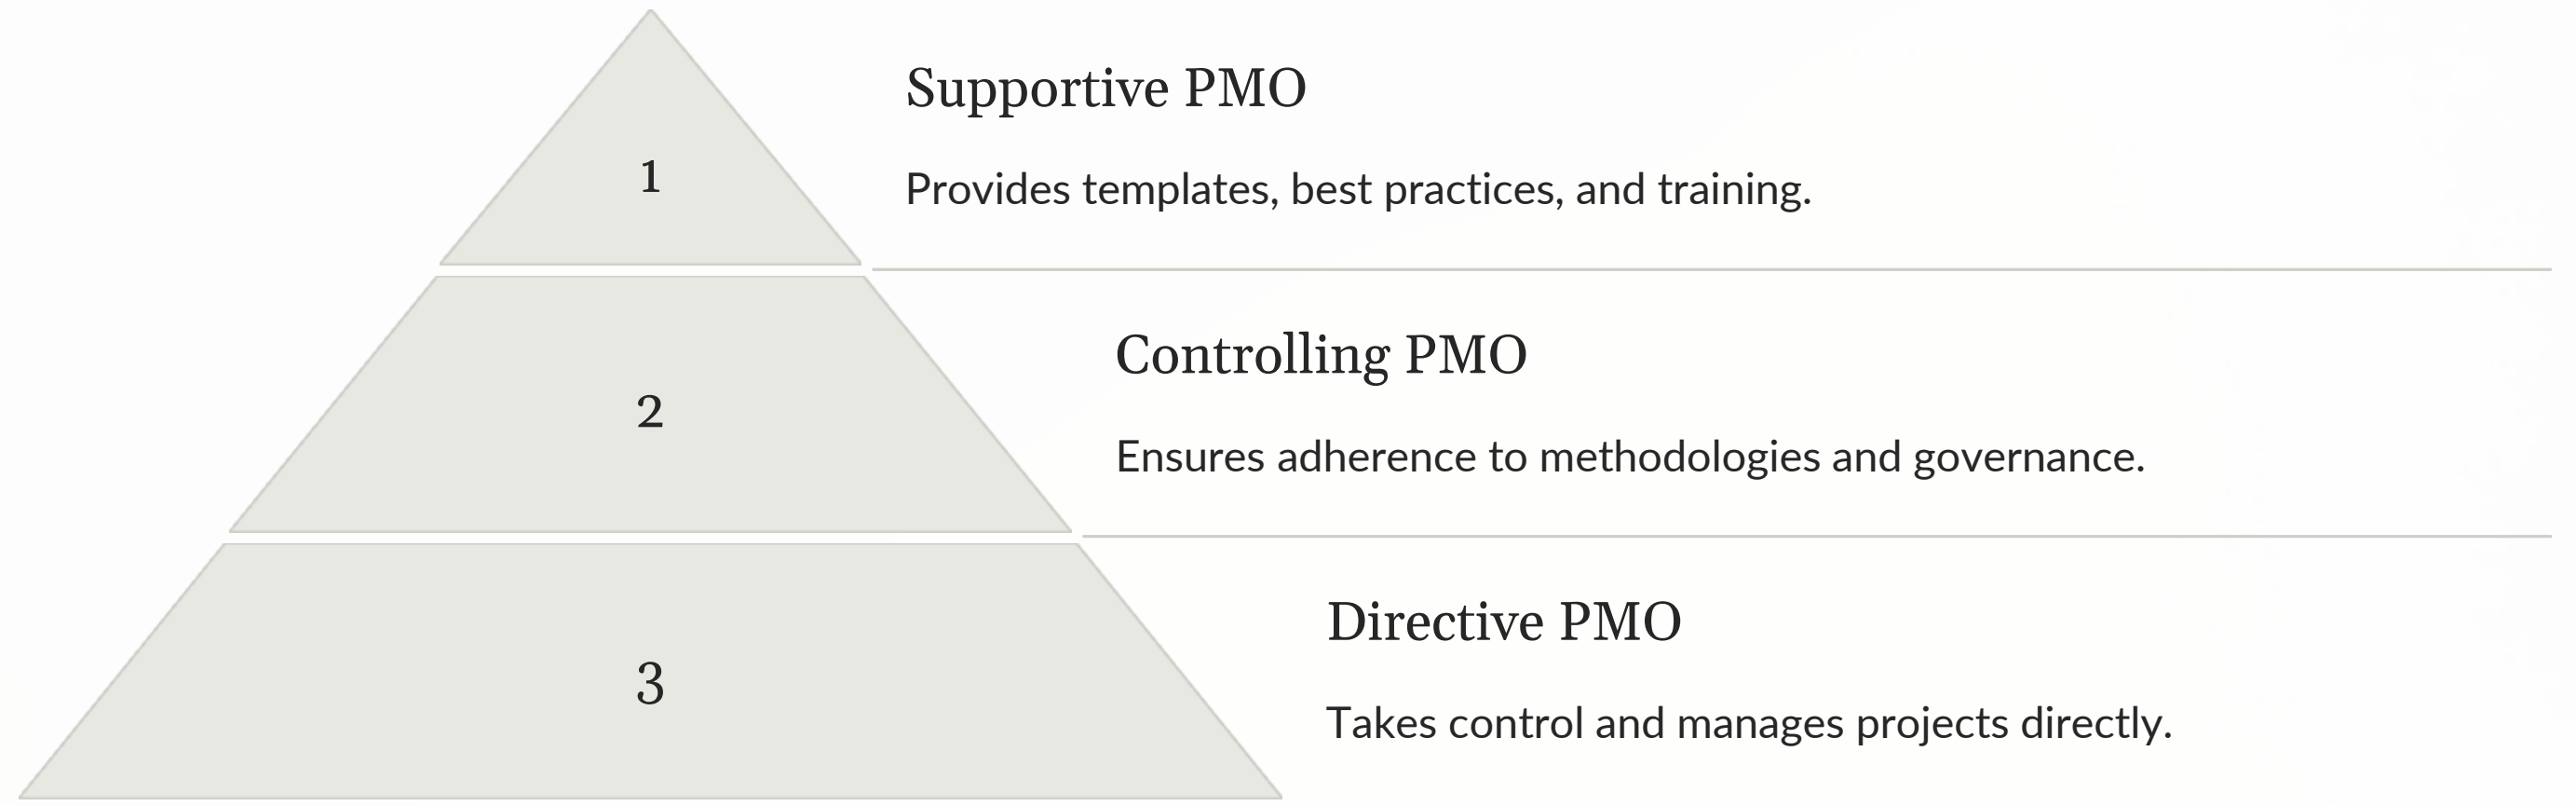 1
Supportive PMO
Provides templates, best practices, and training.
2
Controlling PMO
Ensures adherence to methodologies and governance.
3
Directive PMO
Takes control and manages projects directly.